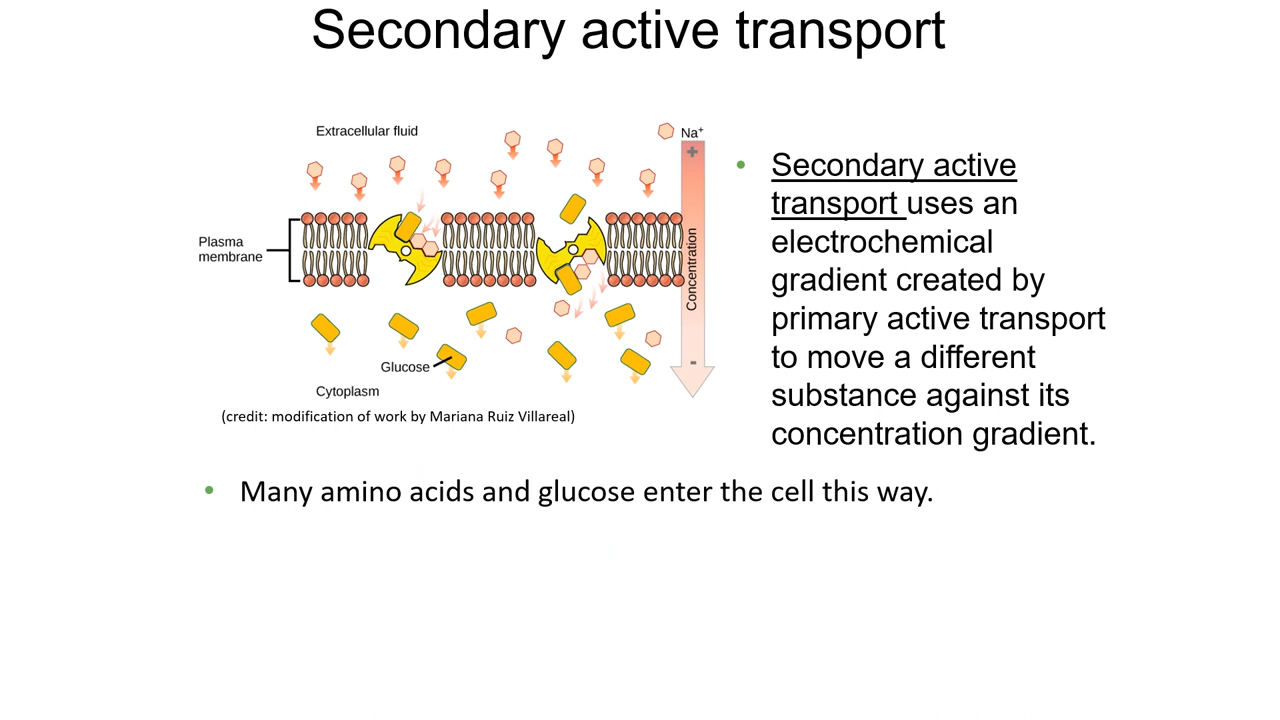 Secondary active transport
Extracellular fluid
Na⁺
+
Plasma
membrane
Concentration
-
Glucose
Cytoplasm
(credit: modification of work by Mariana Ruiz Villareal)
• Secondary active
transport uses an
electrochemical
gradient created by
primary active transport
to move a different
substance against its
concentration gradient.
• Many amino acids and glucose enter the cell this way.